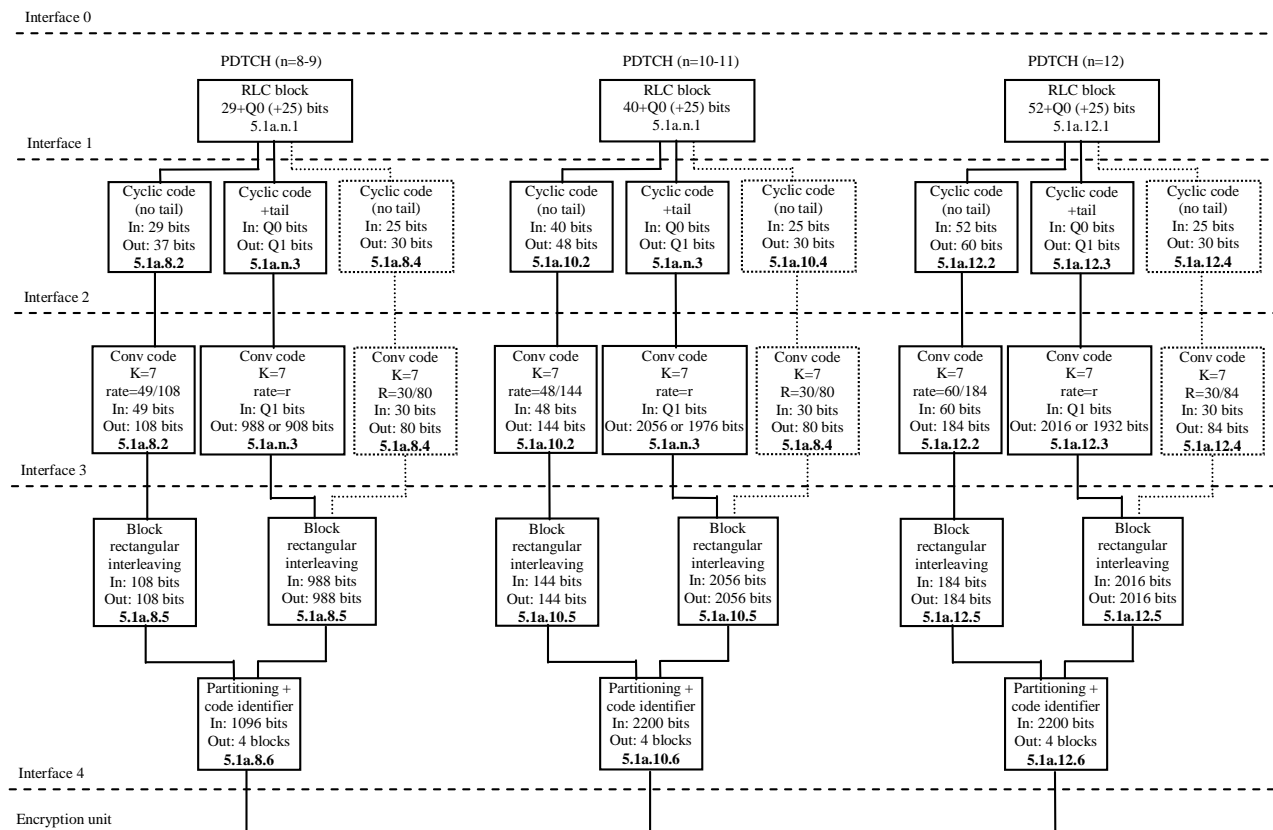 Interface 0
PDTCH (n=8-9)
RLC block
29+Q0 (+25) bits
5.1a.n.1
PDTCH (n=10-11)
RLC block
40+Q0 (+25) bits
5.1a.n.1
PDTCH (n=12)
RLC block
52+Q0 (+25) bits
5.1a.12.1
Interface 1
Cyclic code
(no tail)
In: 29 bits
Out: 37 bits
5.1a.8.2
Cyclic code
+tail
In: Q0 bits
Out: Q1 bits
5.1a.n.3
Cyclic code
(no tail)
In: 25 bits
Out: 30 bits
5.1a.8.4
Cyclic code
(no tail)
In: 40 bits
Out: 48 bits
5.1a.10.2
Cyclic code
+tail
In: Q0 bits
Out: Q1 bits
5.1a.n.3
Cyclic code
(no tail)
In: 25 bits
Out: 30 bits
5.1a.10.4
Cyclic code
(no tail)
In: 52 bits
Out: 60 bits
5.1a.12.2
Cyclic code
+tail
In: Q0 bits
Out: Q1 bits
5.1a.12.3
Cyclic code
(no tail)
In: 25 bits
Out: 30 bits
5.1a.12.4
Interface 2
Conv code
K=7
rate=49/108
In: 49 bits
Out: 108 bits
5.1a.8.2
Conv code
K=7
rate=r
In: Q1 bits
Out: 988 or 908 bits
5.1a.n.3
Conv code
K=7
R=30/80
In: 30 bits
Out: 80 bits
5.1a.8.4
Conv code
K=7
rate=48/144
In: 48 bits
Out: 144 bits
5.1a.10.2
Conv code
K=7
rate=r
In: Q1 bits
Out: 2056 or 1976 bits
5.1a.n.3
Conv code
K=7
R=30/80
In: 30 bits
Out: 80 bits
5.1a.8.4
Conv code
K=7
rate=60/184
In: 60 bits
Out: 184 bits
5.1a.12.2
Conv code
K=7
rate=r
In: Q1 bits
Out: 2016 or 1932 bits
5.1a.12.3
Conv code
K=7
R=30/84
In: 30 bits
Out: 84 bits
5.1a.12.4
Interface 3
Block
rectangular
interleaving
In: 108 bits
Out: 108 bits
5.1a.8.5
Block
rectangular
interleaving
In: 988 bits
Out: 988 bits
5.1a.8.5
Block
rectangular
interleaving
In: 144 bits
Out: 144 bits
5.1a.10.5
Block
rectangular
interleaving
In: 2056 bits
Out: 2056 bits
5.1a.10.5
Block
rectangular
interleaving
In: 184 bits
Out: 184 bits
5.1a.12.5
Block
rectangular
interleaving
In: 2016 bits
Out: 2016 bits
5.1a.12.5
Partitioning +
code identifier
In: 1096 bits
Out: 4 blocks
5.1a.8.6
Partitioning +
code identifier
In: 2200 bits
Out: 4 blocks
5.1a.10.6
Partitioning +
code identifier
In: 2200 bits
Out: 4 blocks
5.1a.12.6
Interface 4
Encryption unit